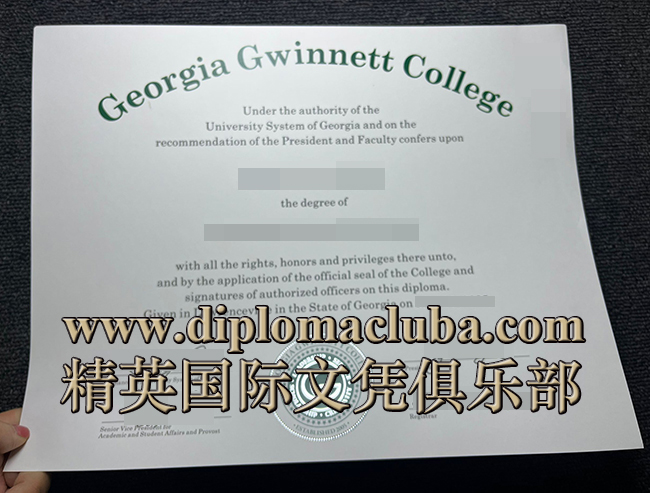 Georgia Gwinnett College
Under the authority of the
University System of Georgia and on the
recommendation of the President and Faculty confers upon
the degree of
with all the rights, honors and privileges there unto,
and by the application of the official seal of the College and
signatures of authorized officers on this diploma.
Given in in the State of Georgia on
www.diplomacluba.com
精英国际文凭俱乐部
Senior Vice President for
Academic and Student Affairs and Provost
Registrar
ESTABLISHED 2005